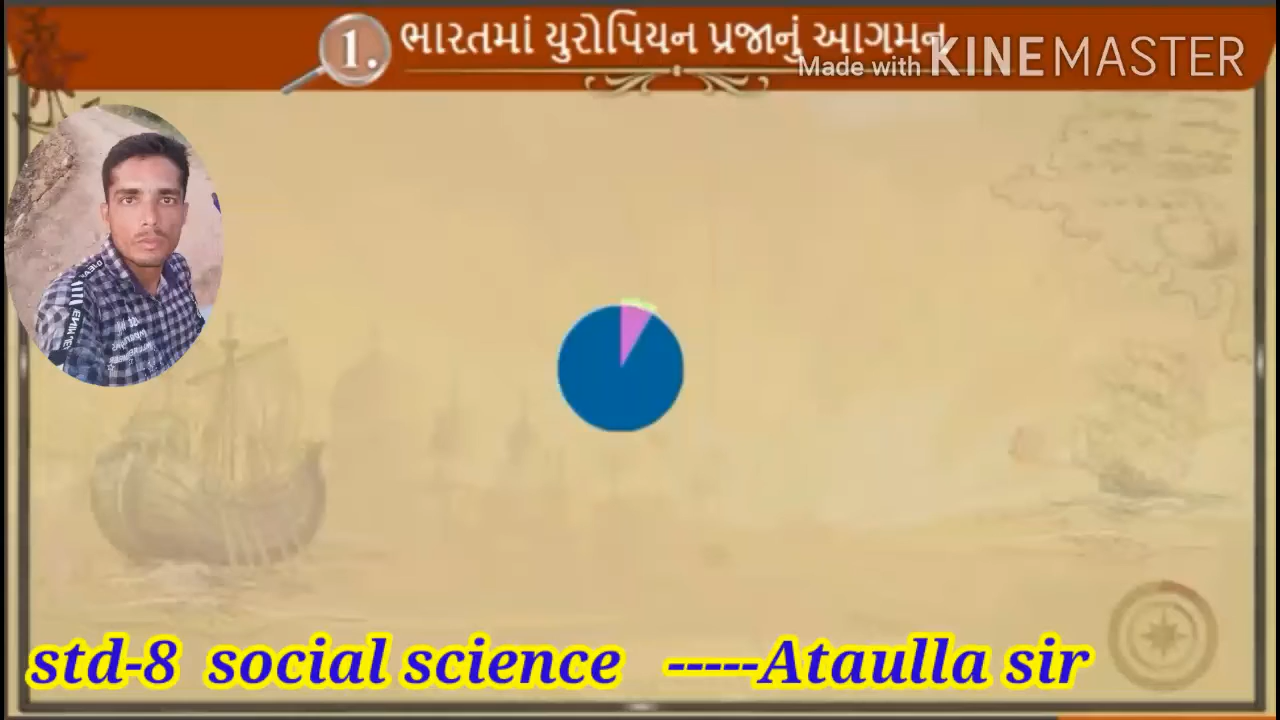 1. ભારતમાં યુરોપિયન પ્રજાનું આગમન
Made with KINEMASTER
std-8 social science -----Ataulla sir